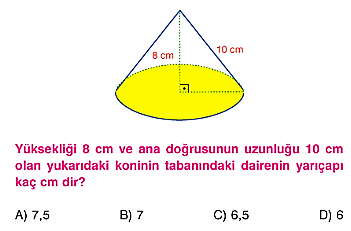 8 cm
10 cm
Yüksekliği 8 cm ve ana doğrusunun uzunluğu 10 cm
olan yukarıdaki koninin tabanındaki dairenin yarıçapı
kaç cm dir?
A) 7,5 B) 7 C) 6,5 D) 6